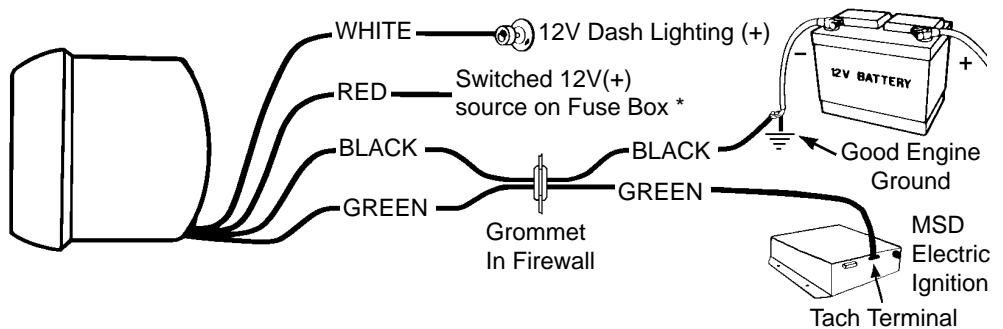 WHITE
12V Dash Lighting (+)
RED
Switched 12V(+)
source on Fuse Box *
BLACK
GREEN
Grommet
In Firewall
BLACK
GREEN
–
12V BATTERY
+
Good Engine
Ground
MSD
Electric
Ignition
Tach Terminal